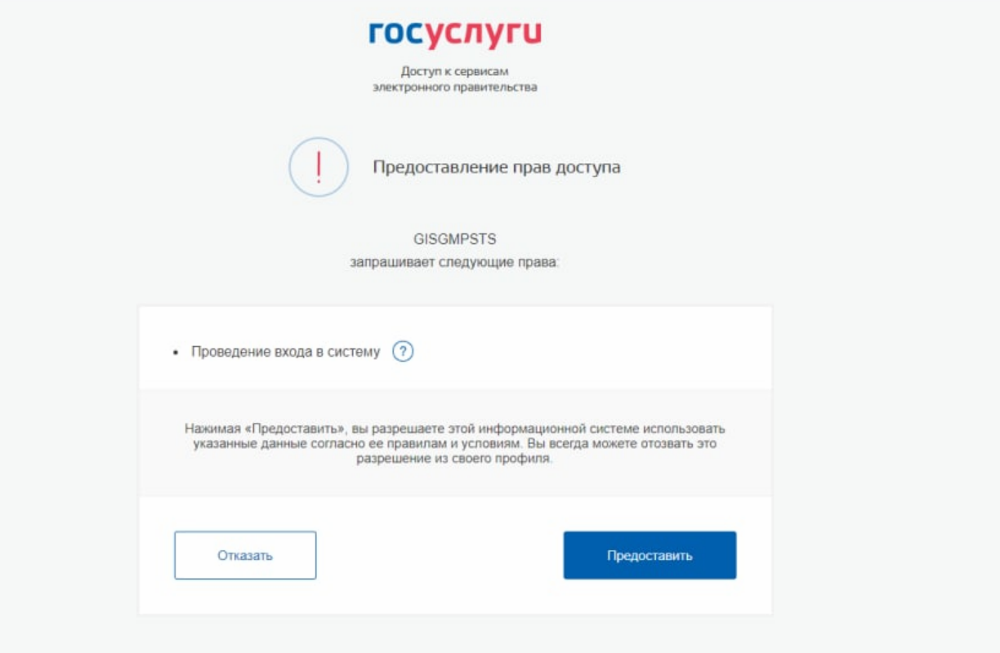 госуслуги
Доступ к сервисам
электронного правительства
!
Предоставление прав доступа
GISGMPSTS
запрашивает следующие права:
• Проведение входа в систему ?
Нажимая «Предоставить», вы разрешаете этой информационной системе использовать
указанные данные согласно ее правилам и условиям. Вы всегда можете отозвать это
разрешение из своего профиля.
Отказать
Предоставить